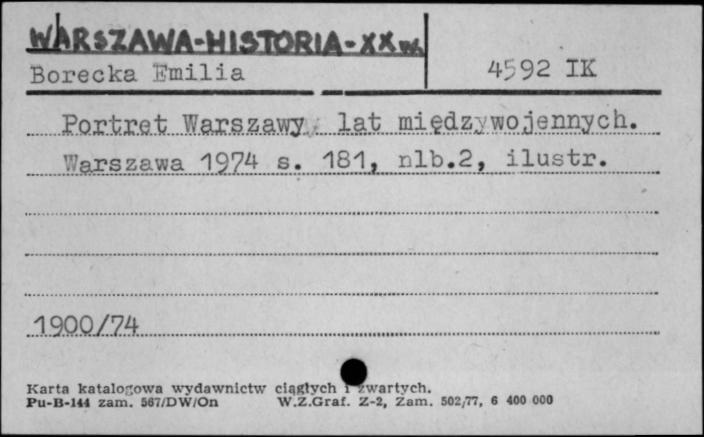 WARSZAWA-HISTORIA-XXw.
Borecka Emilia 4592 IK
Portret Warszawy lat międzywojennych.
Warszawa 1974 s. 181, nlb.2, ilustr.
1900/74
Karta katalogowa wydawnictw ciągłych i zwartych.
Pu-B-144 zam. 567/DW/On W.Z.Graf. Z-2, Zam. 502/77, 6 400 000